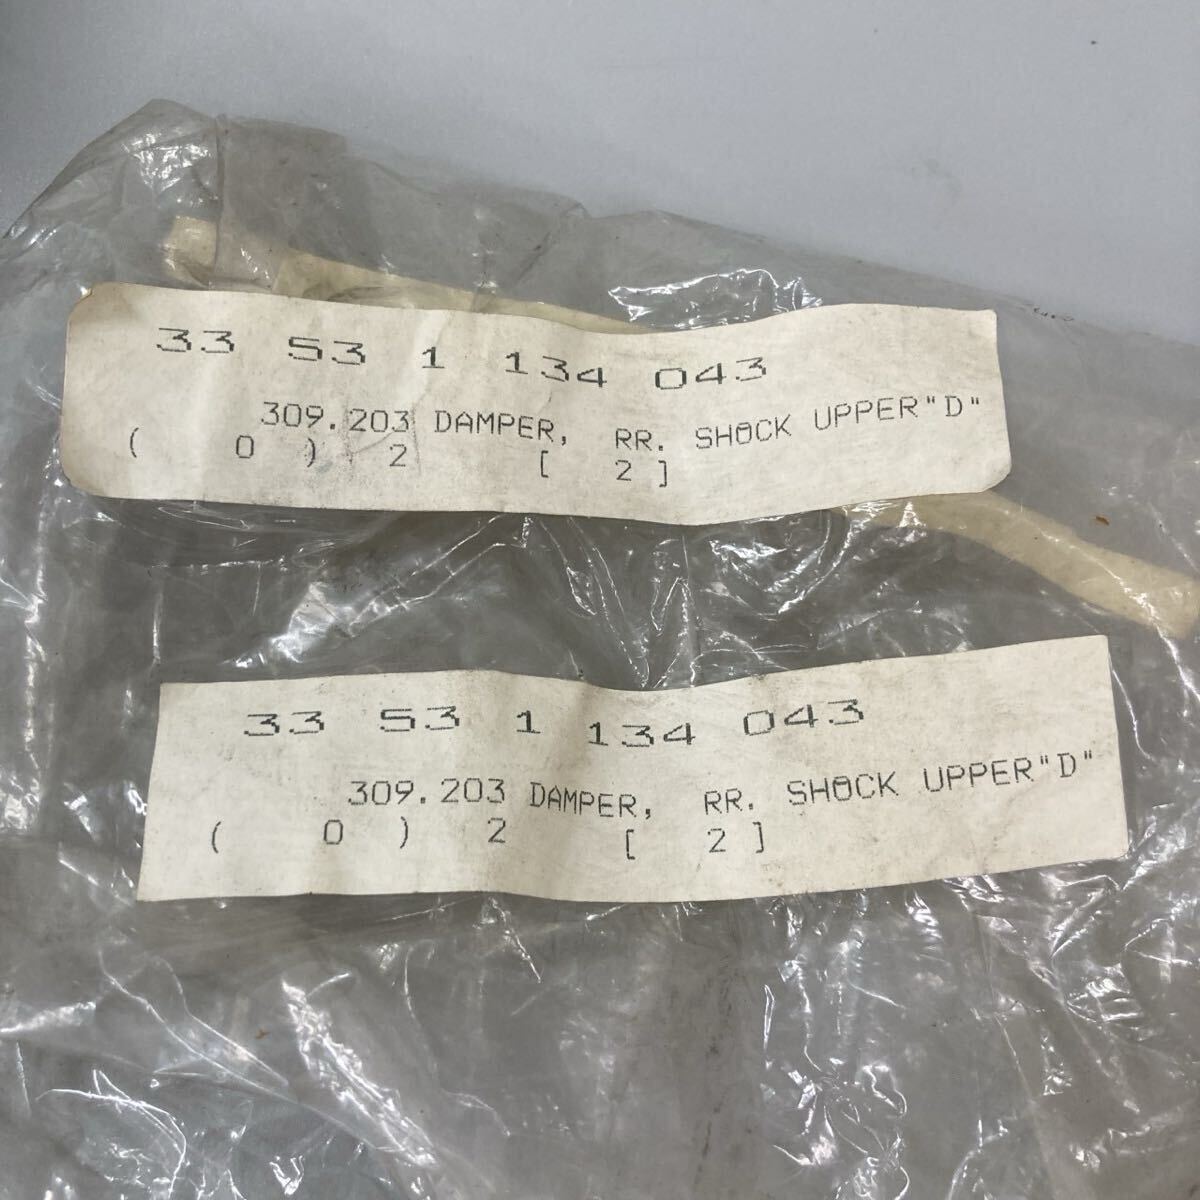 33 53 1 134 043
309.203 DAMPER, RR. SHOCK UPPER"D"
( 0 ) 2 [ 2 ]
33 53 1 134 043
309.203 DAMPER, RR. SHOCK UPPER"D"
( 0 ) 2 [ 2 ]